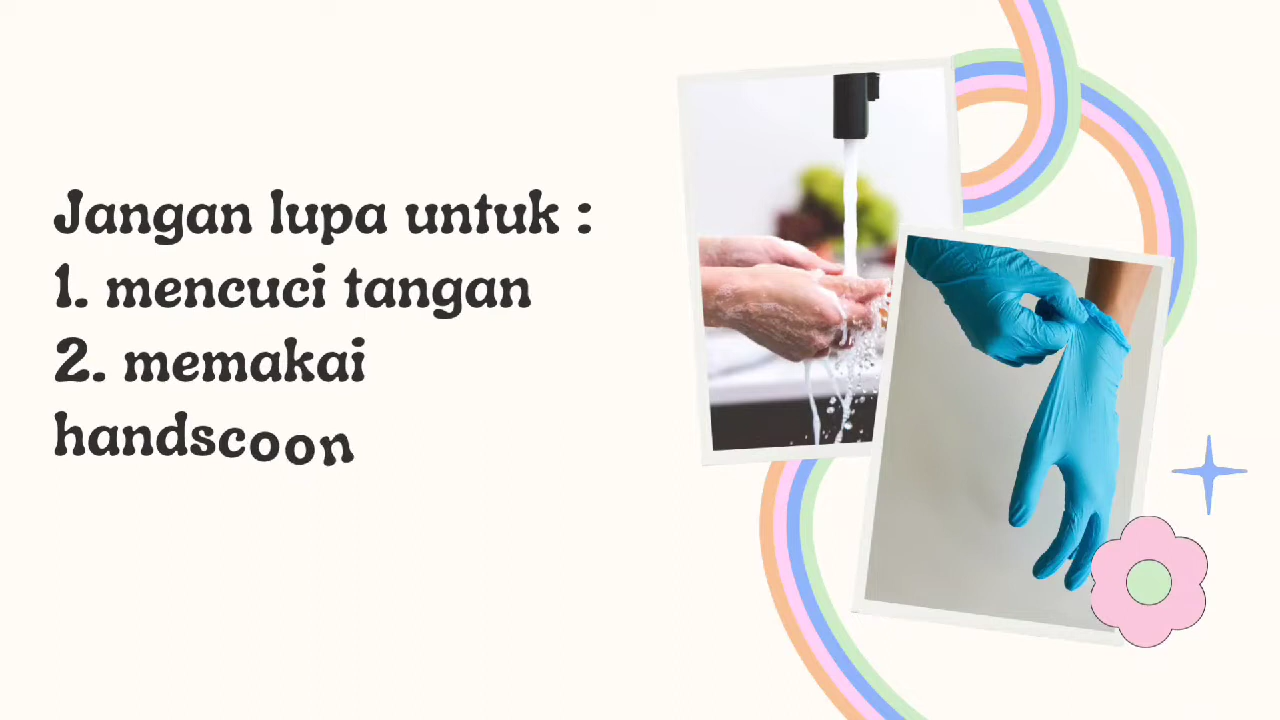 Jangan lupa untuk :
1. mencuci tangan
2. memakai
handscoon